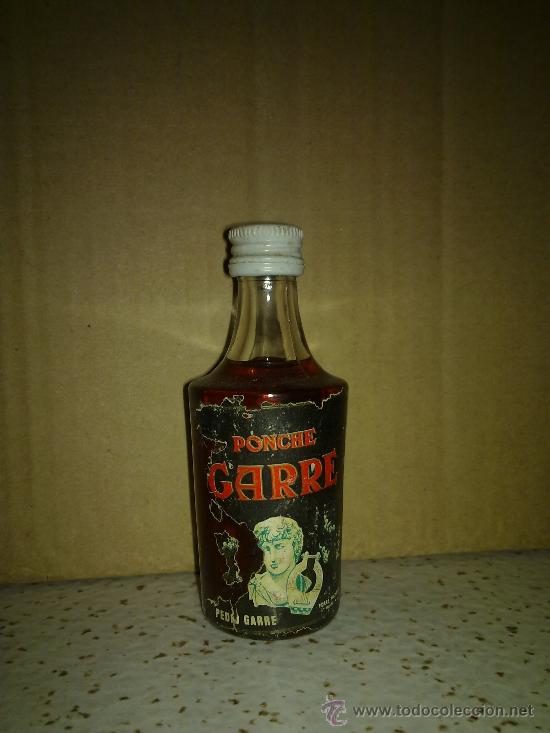 PONCHE
GARRE
PEDRO GARRE
www.todocoleccion.net